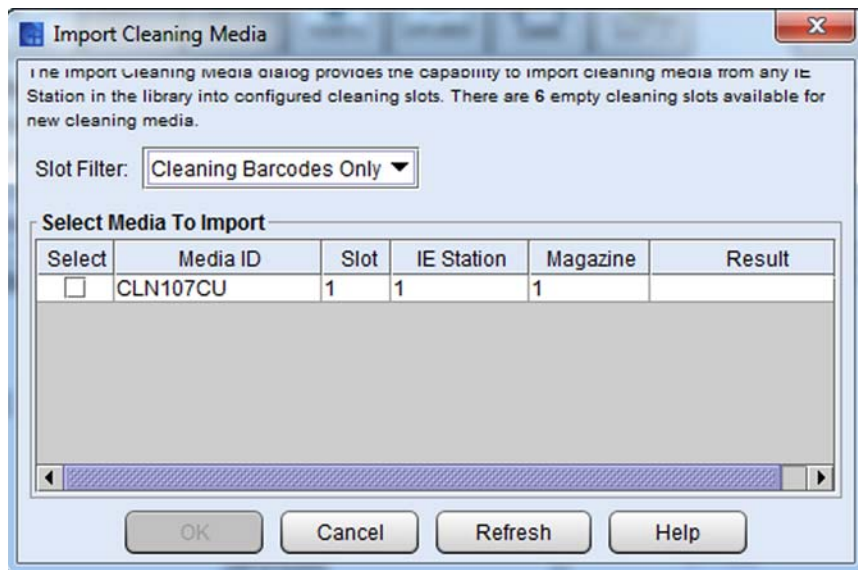 Import Cleaning Media
The Import Cleaning Media dialog provides the capability to import cleaning media from any IE
Station in the library into configured cleaning slots. There are 6 empty cleaning slots available for
new cleaning media.
Slot Filter: Cleaning Barcodes Only
Select Media To Import
Select Media ID Slot IE Station Magazine Result
CLN107CU 1 1 1
OK Cancel Refresh Help